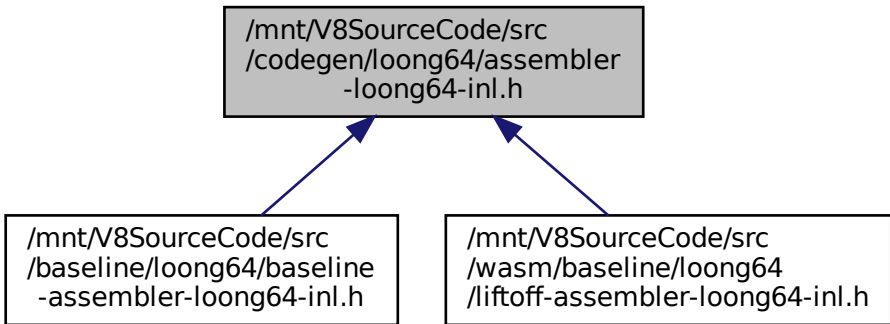 /mnt/V8SourceCode/src
/codegen/loong64/assembler
-loong64-inl.h
/mnt/V8SourceCode/src
/baseline/loong64/baseline
-assembler-loong64-inl.h
/mnt/V8SourceCode/src
/wasm/baseline/loong64
/liftoff-assembler-loong64-inl.h